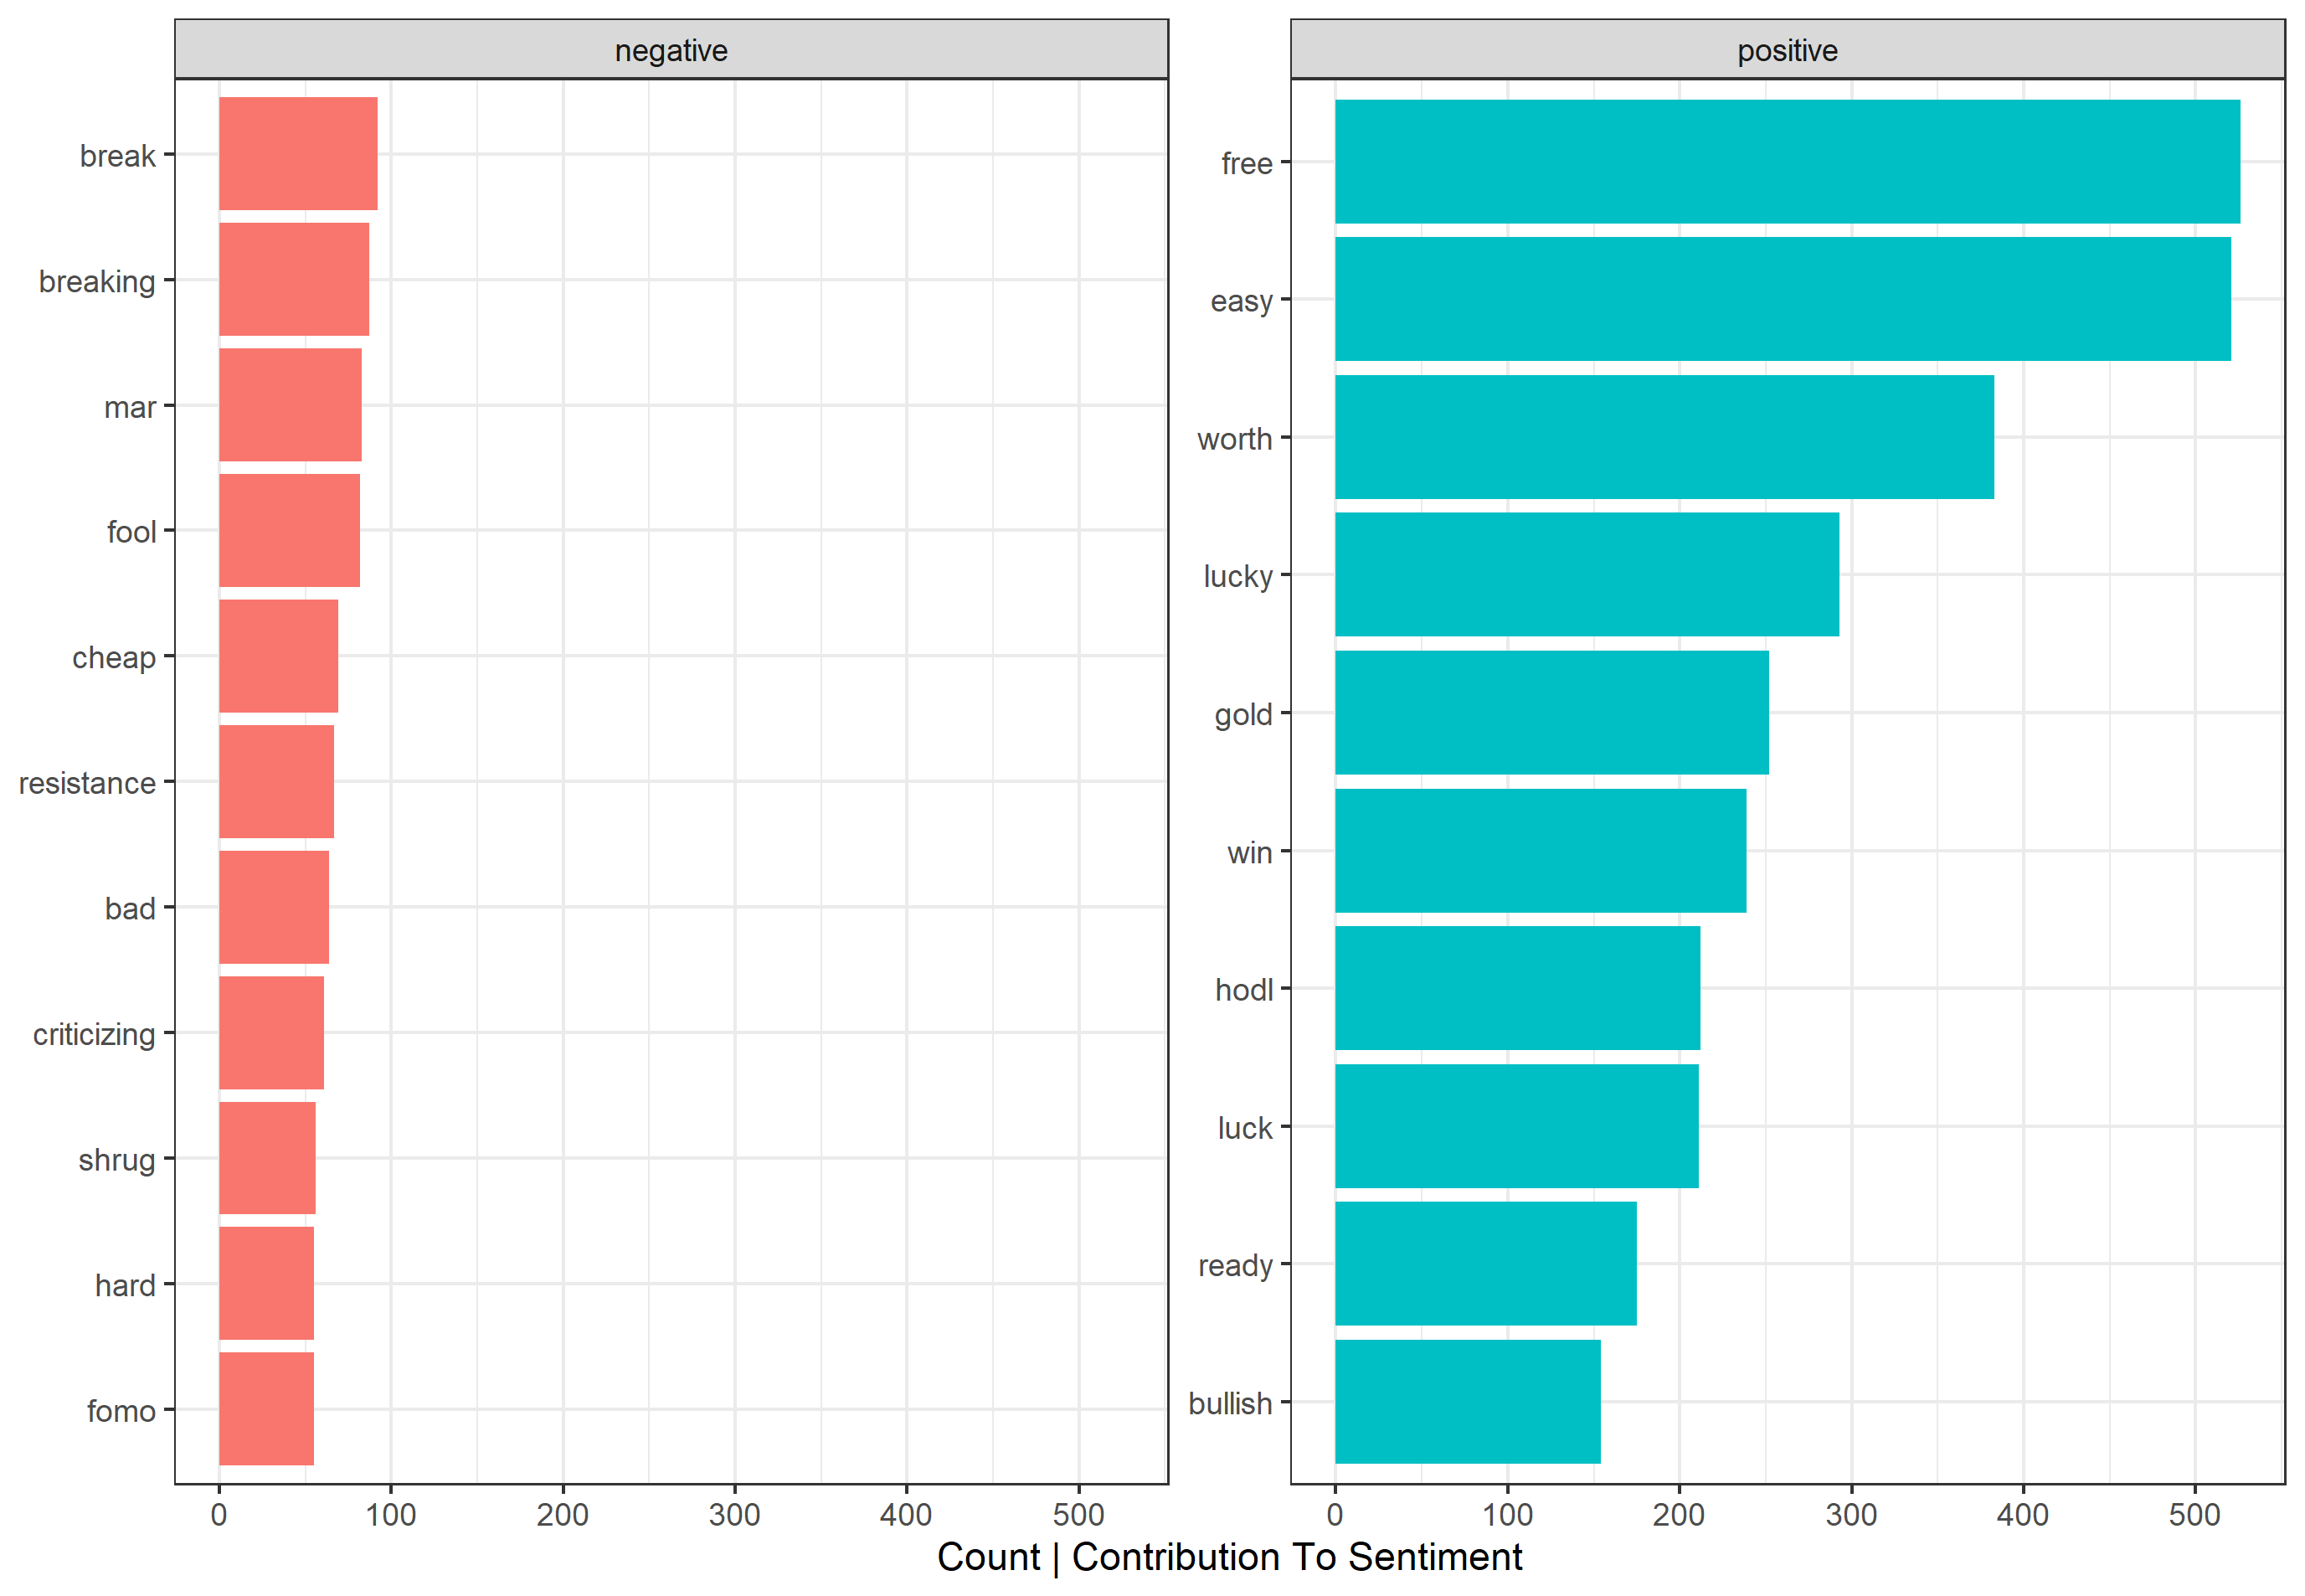 negative
break
breaking
mar
fool
cheap
resistance
bad
criticizing
shrug
hard
fomo
0 100 200 300 400 500
positive
free
easy
worth
lucky
gold
win
hodl
luck
ready
bullish
0 100 200 300 400 500
Count | Contribution To Sentiment